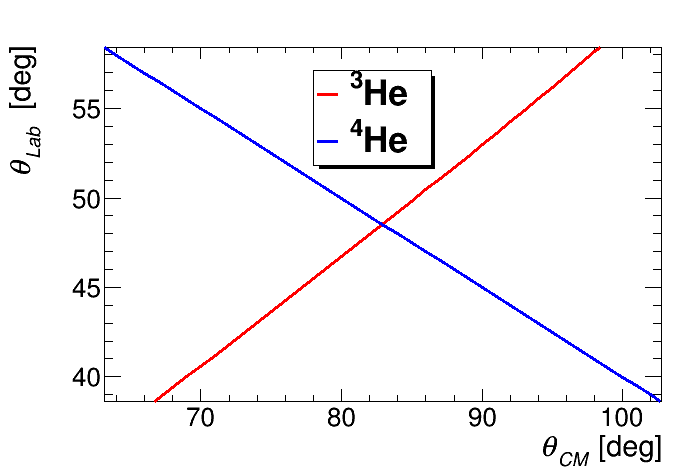 θ_Lab [deg]
55
50
45
40
³He
⁴He
70 80 90 100
θ_CM [deg]